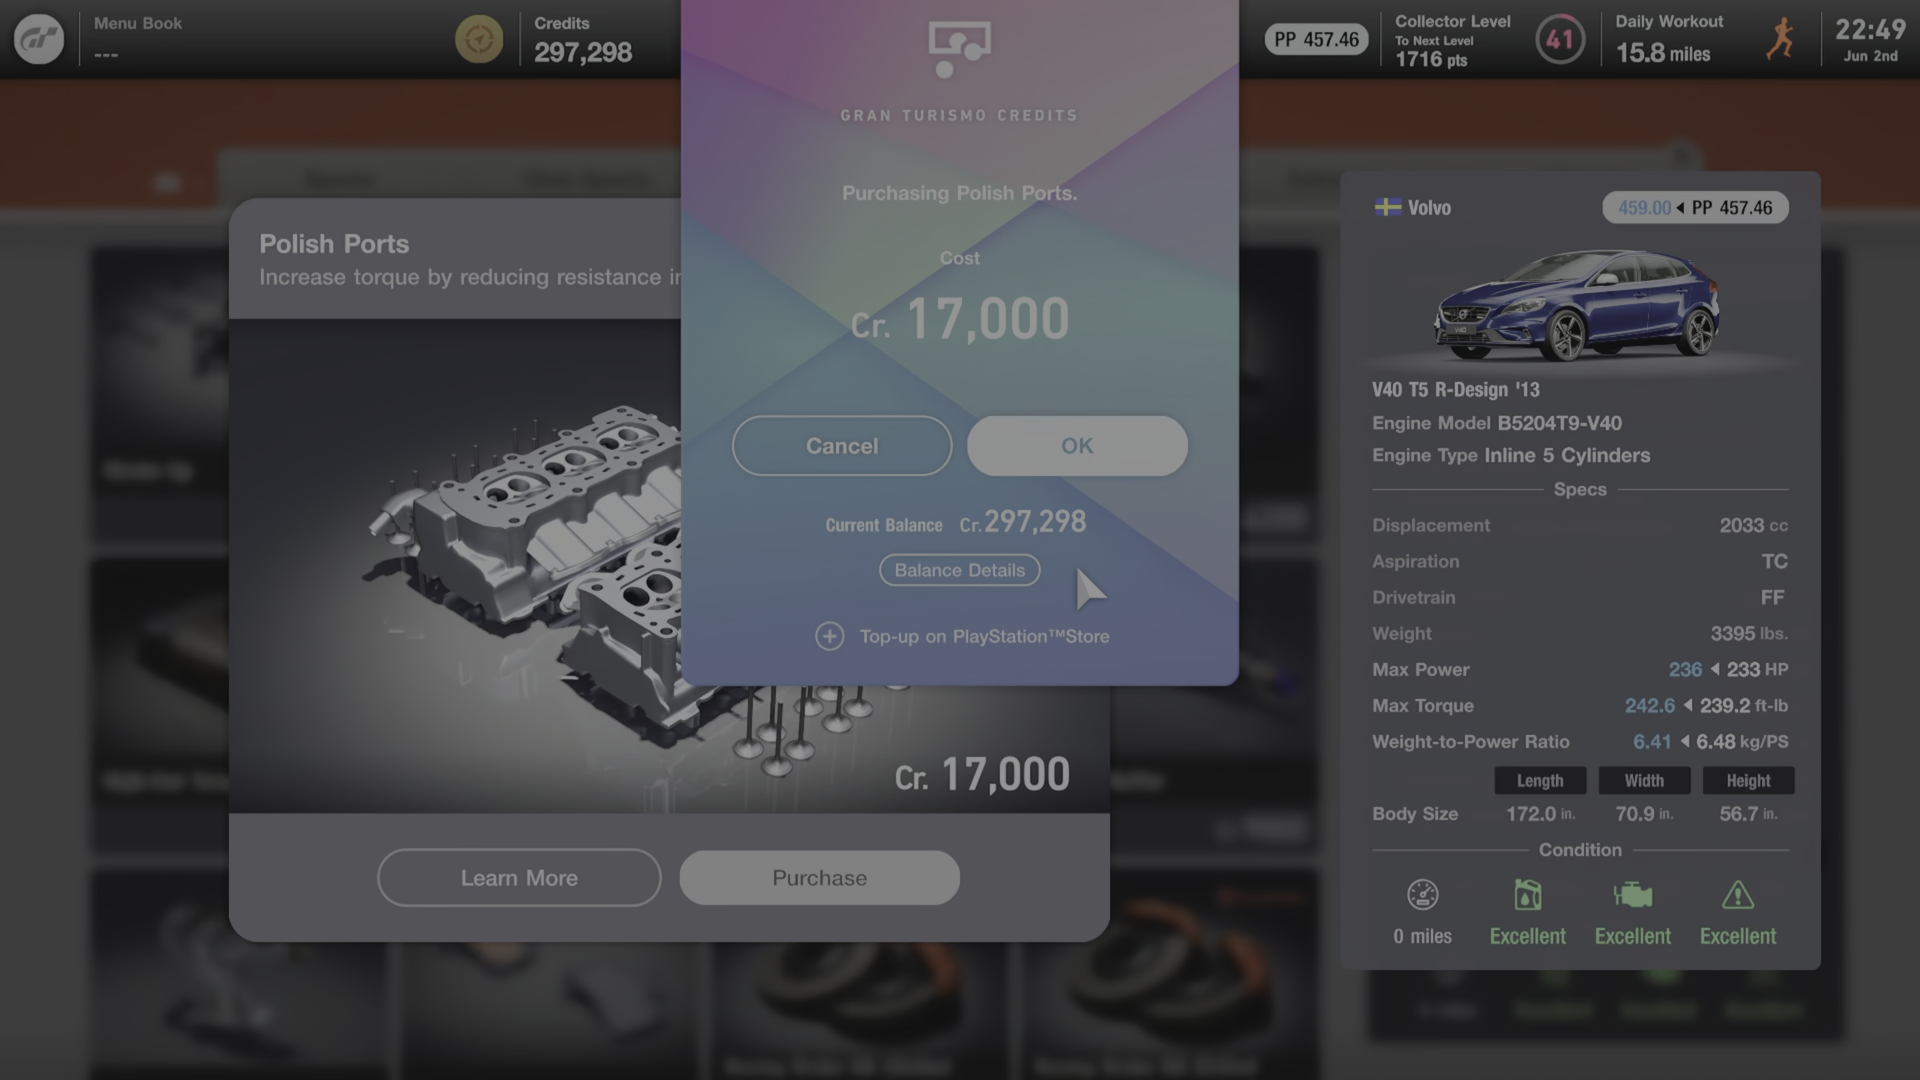 Menu Book
---
Credits
297,298
PP 457.46
Collector Level
To Next Level
1716 pts
41
Daily Workout
15.8 miles
22:49
Jun 2nd
Polish Ports
Increase torque by reducing resistance in
Cr. 17,000
Learn More
Purchase
GRAN TURISMO CREDITS
Purchasing Polish Ports.
Cost
Cr. 17,000
Cancel
OK
Current Balance Cr.297,298
Balance Details
Top-up on PlayStation™Store
Volvo
459.00 ◀ PP 457.46
V40 T5 R-Design '13
Engine Model B5204T9-V40
Engine Type Inline 5 Cylinders
Specs
Displacement 2033 cc
Aspiration TC
Drivetrain FF
Weight 3395 lbs.
Max Power 236 ◀ 233 HP
Max Torque 242.6 ◀ 239.2 ft-lb
Weight-to-Power Ratio 6.41 ◀ 6.48 kg/PS
Length Width Height
Body Size 172.0 in. 70.9 in. 56.7 in.
Condition
0 miles Excellent Excellent Excellent